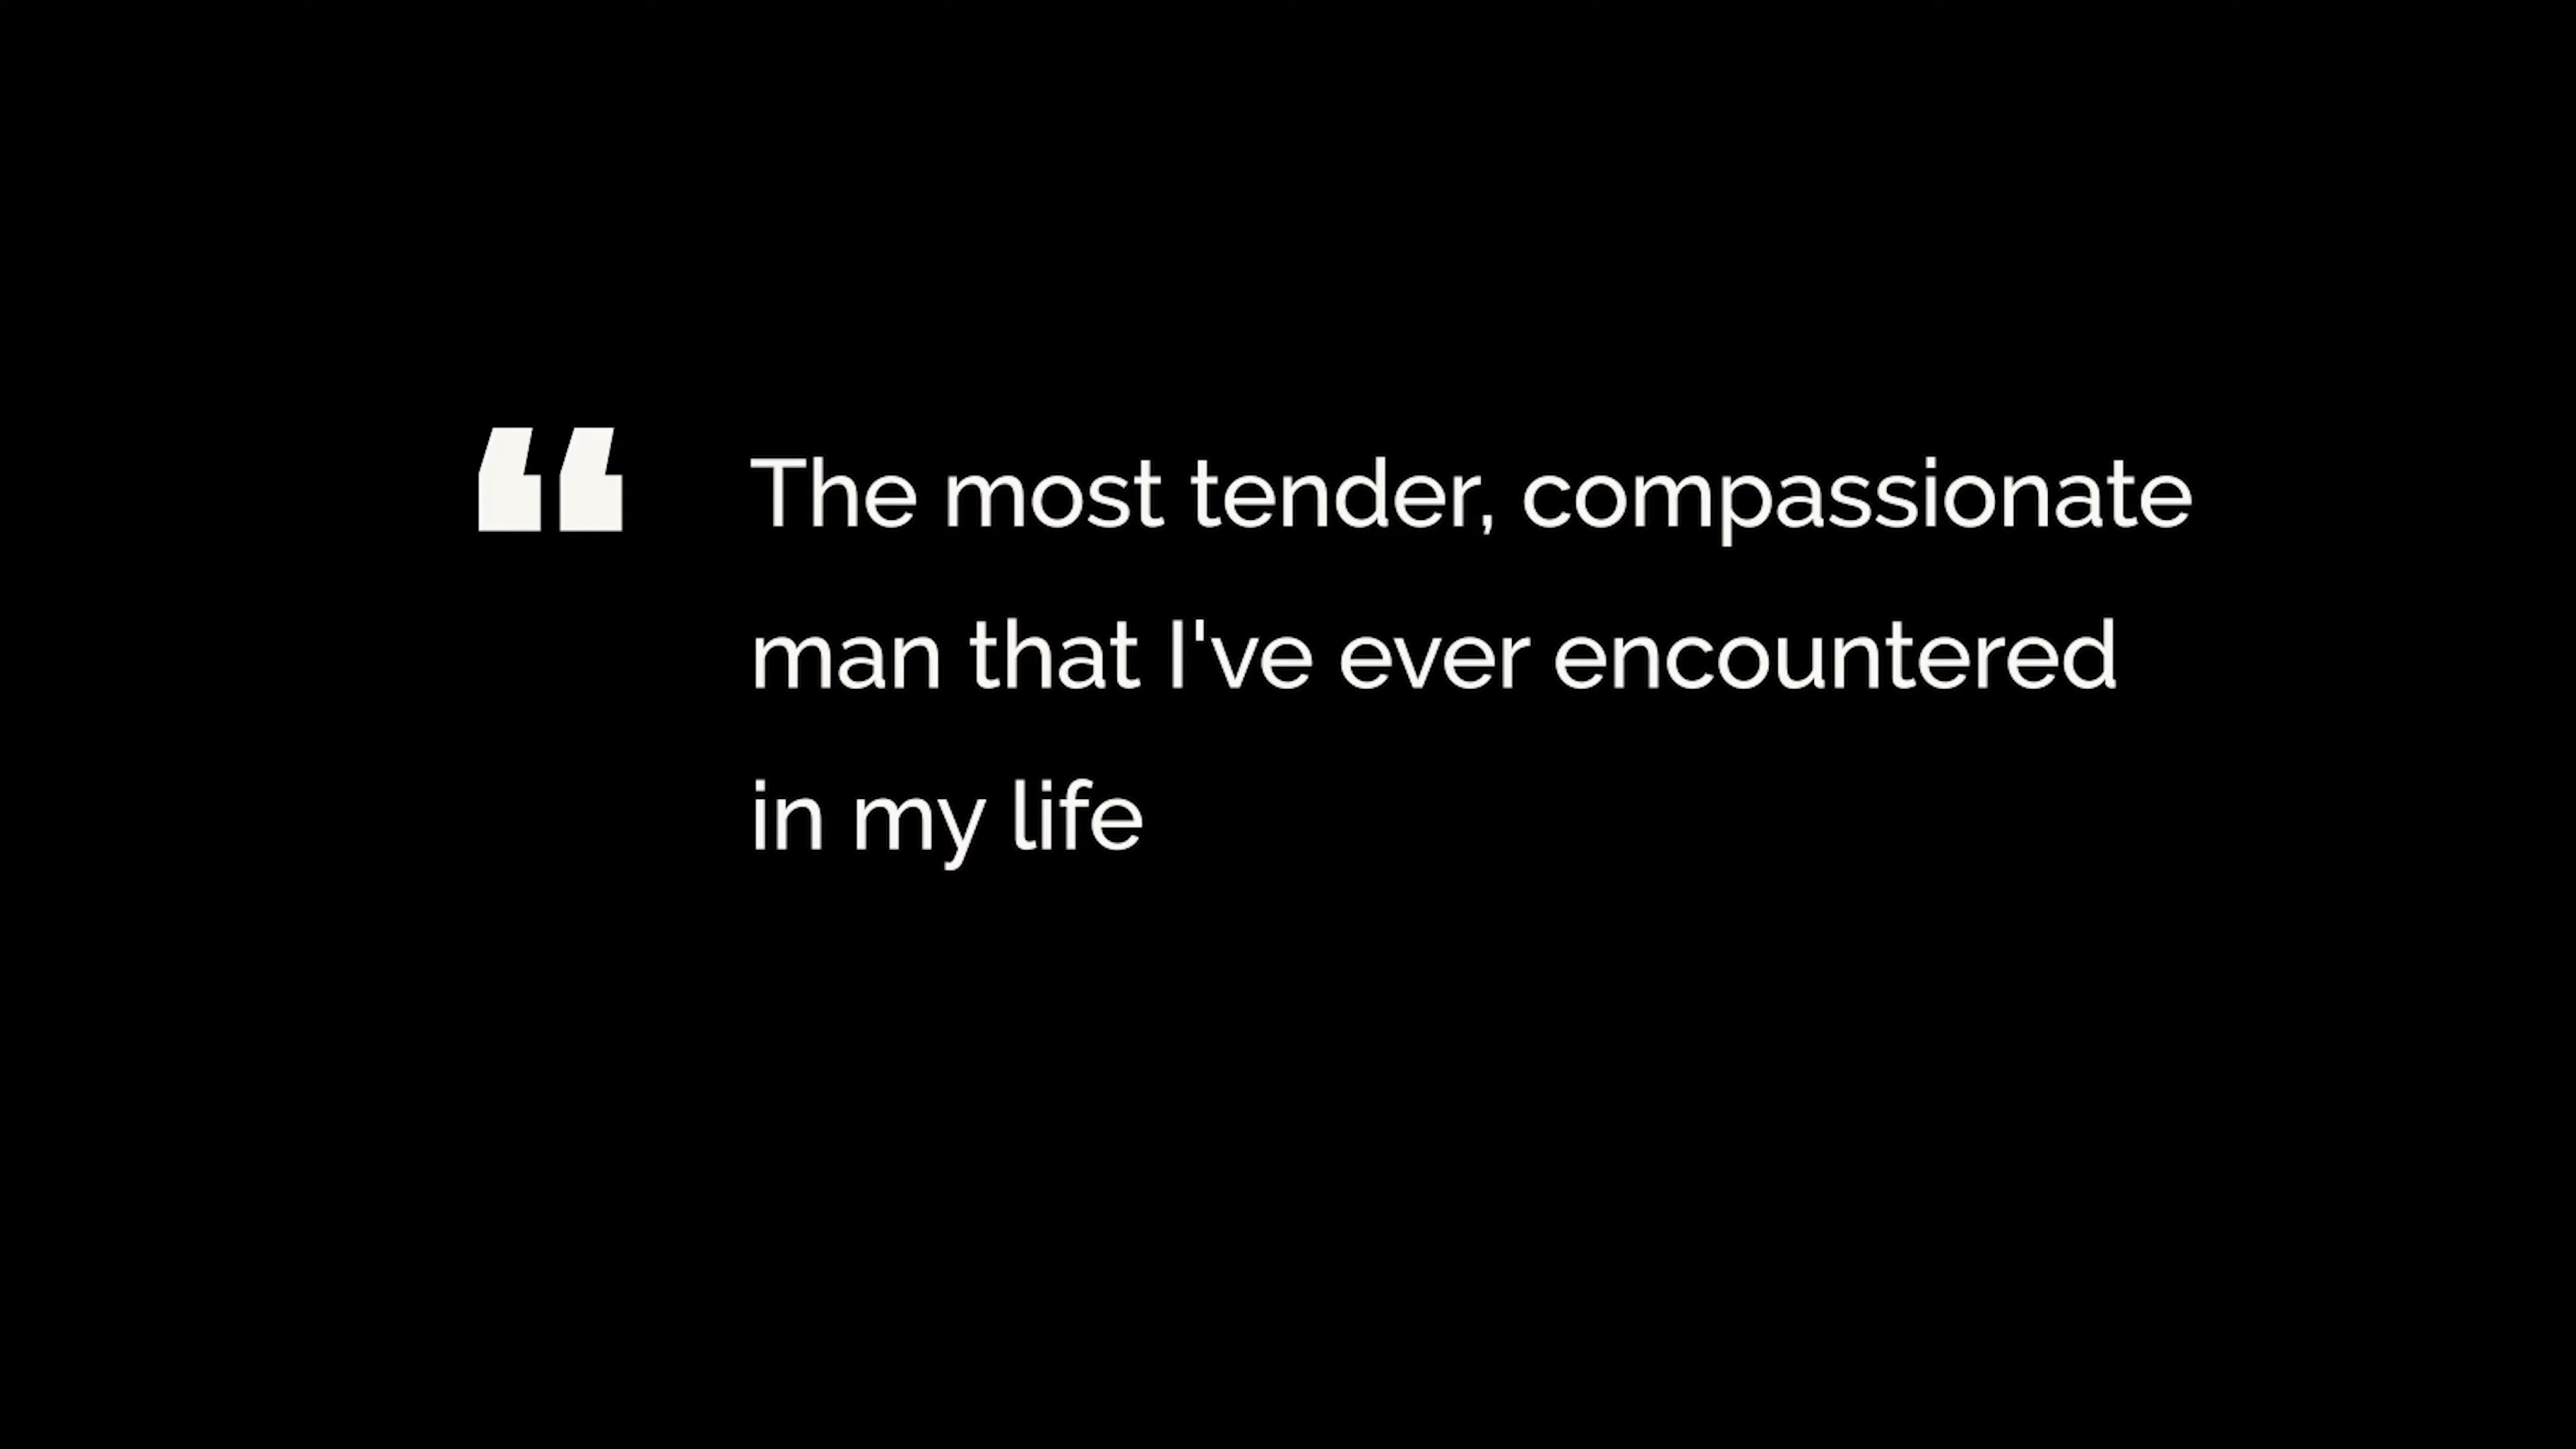 “ The most tender, compassionate
man that I've ever encountered
in my life